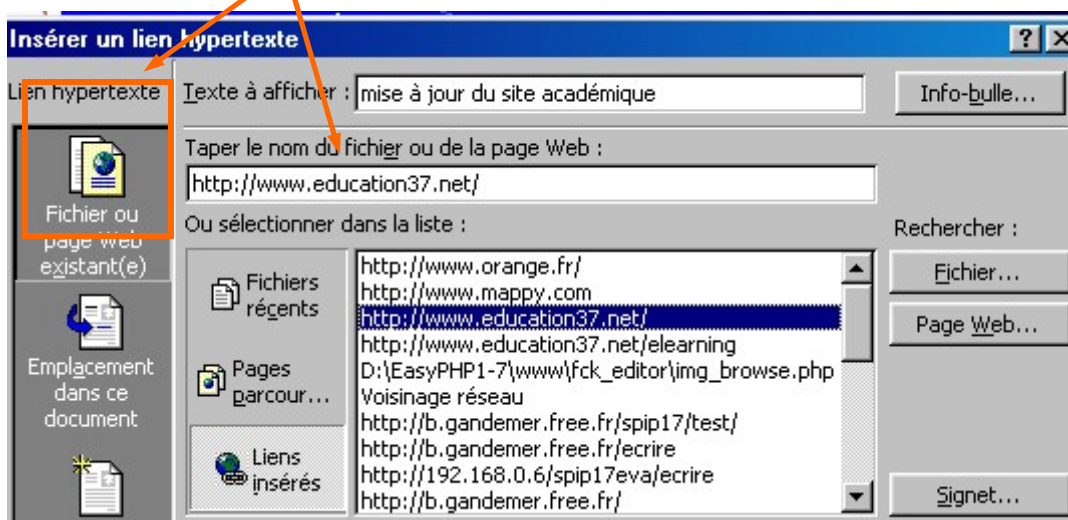 Insérer un lien hypertexte
Lien hypertexte
Texte à afficher :
mise à jour du site académique
Info-bulle...
Fichier ou
page Web
existant(e)
Taper le nom du fichier ou de la page Web :
http://www.education37.net/
Ou sélectionner dans la liste :
Rechercher :
Fichiers
récents
Pages
parcour...
Liens
insérés
http://www.orange.fr/
http://www.mappy.com
http://www.education37.net/
http://www.education37.net/elearning
D:\EasyPHP1-7\www\fck_editor\img_browse.php
Voisinage réseau
http://b.gandemer.free.fr/spip17/test/
http://b.gandemer.free.fr/ecrire
http://192.168.0.6/spip17eva/ecrire
http://b.gandemer.free.fr/
Fichier...
Page Web...
Signet...
Emplacement
dans ce
document